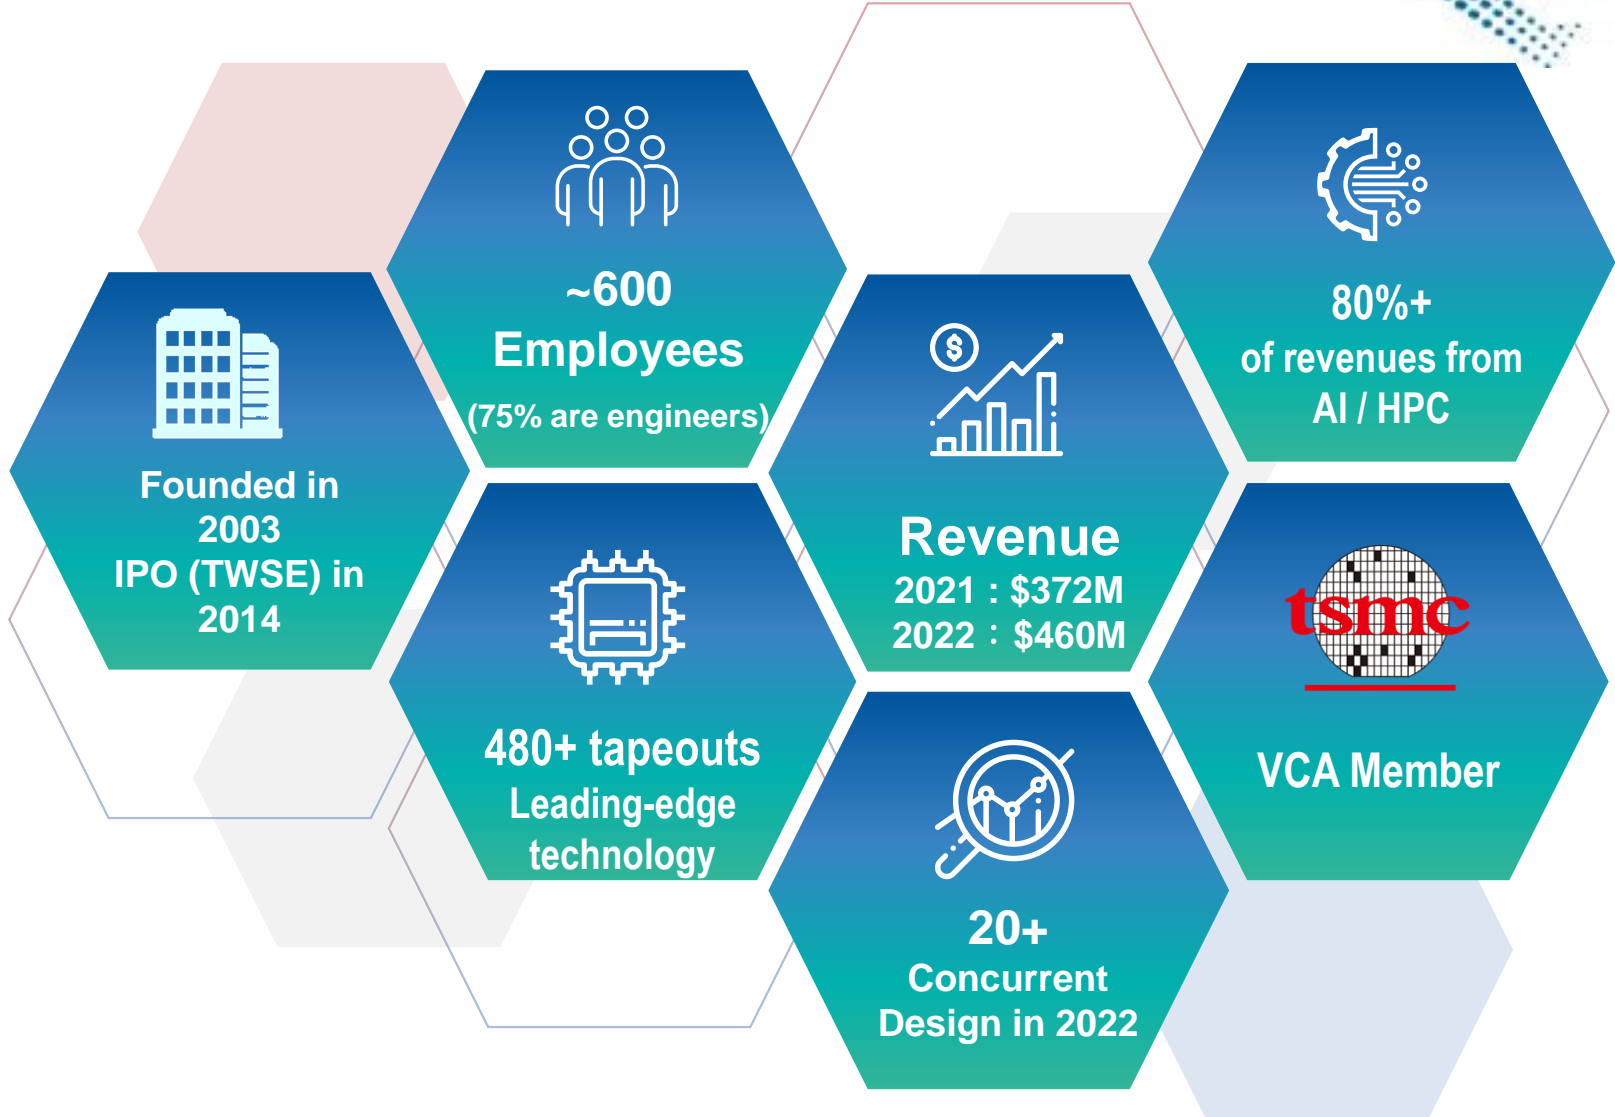 Founded in
2003
IPO (TWSE) in
2014
~600
Employees
(75% are engineers)
480+ tapeouts
Leading-edge
technology
Revenue
2021 : $372M
2022：$460M
20+
Concurrent
Design in 2022
80%+
of revenues from
AI / HPC
tsmc
VCA Member